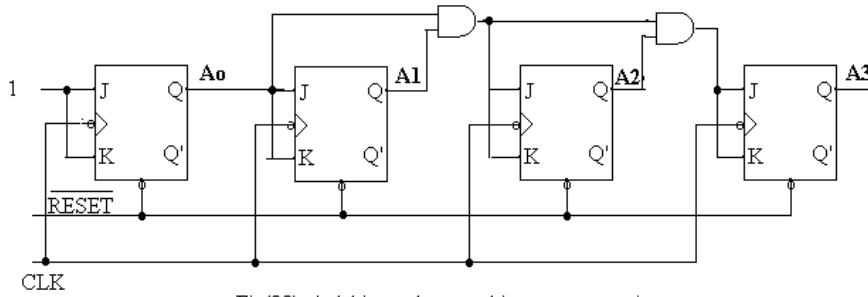 Ao A1 A2 A3
1 J Q J Q J Q J Q
K Q' K Q' K Q' K Q'
RESET
CLK